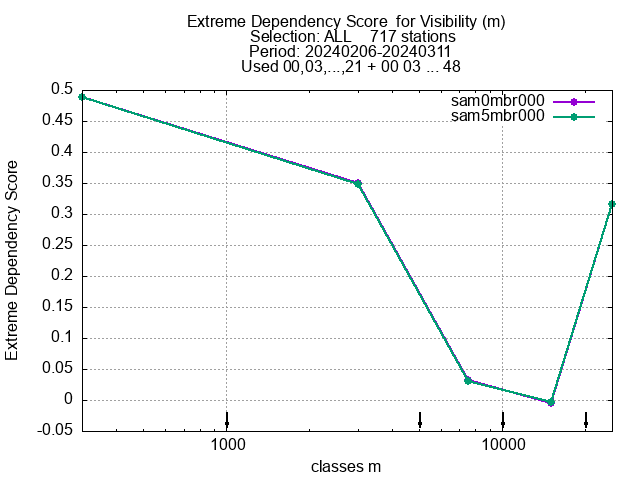 Extreme Dependency Score  for Visibility (m)
Selection: ALL    717 stations
Period: 20240206-20240311
Used 00,03,...,21 + 00 03 ... 48
sam0mbr000
sam5mbr000
0.5
0.45
0.4
0.35
0.3
0.25
0.2
0.15
0.1
0.05
0
-0.05
Extreme Dependency Score
1000
10000
classes m